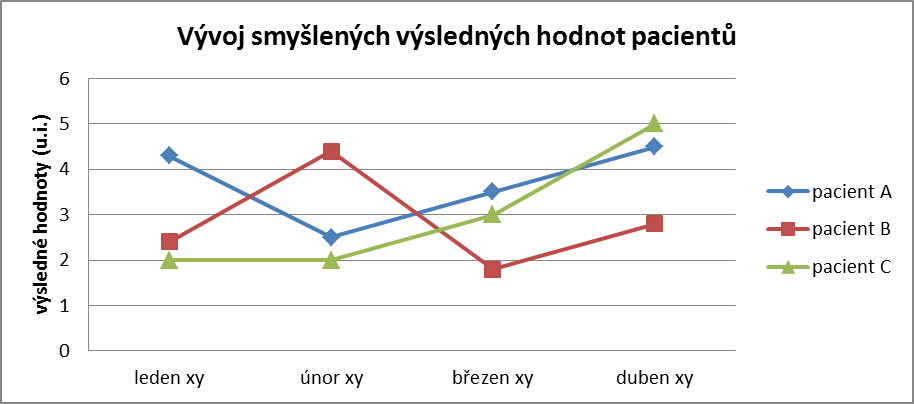 Vývoj smyšlených výsledných hodnot pacientů
výsledné hodnoty (u.i.)
6
5
4
3
2
1
0
leden xy
únor xy
březen xy
duben xy
pacient A
pacient B
pacient C